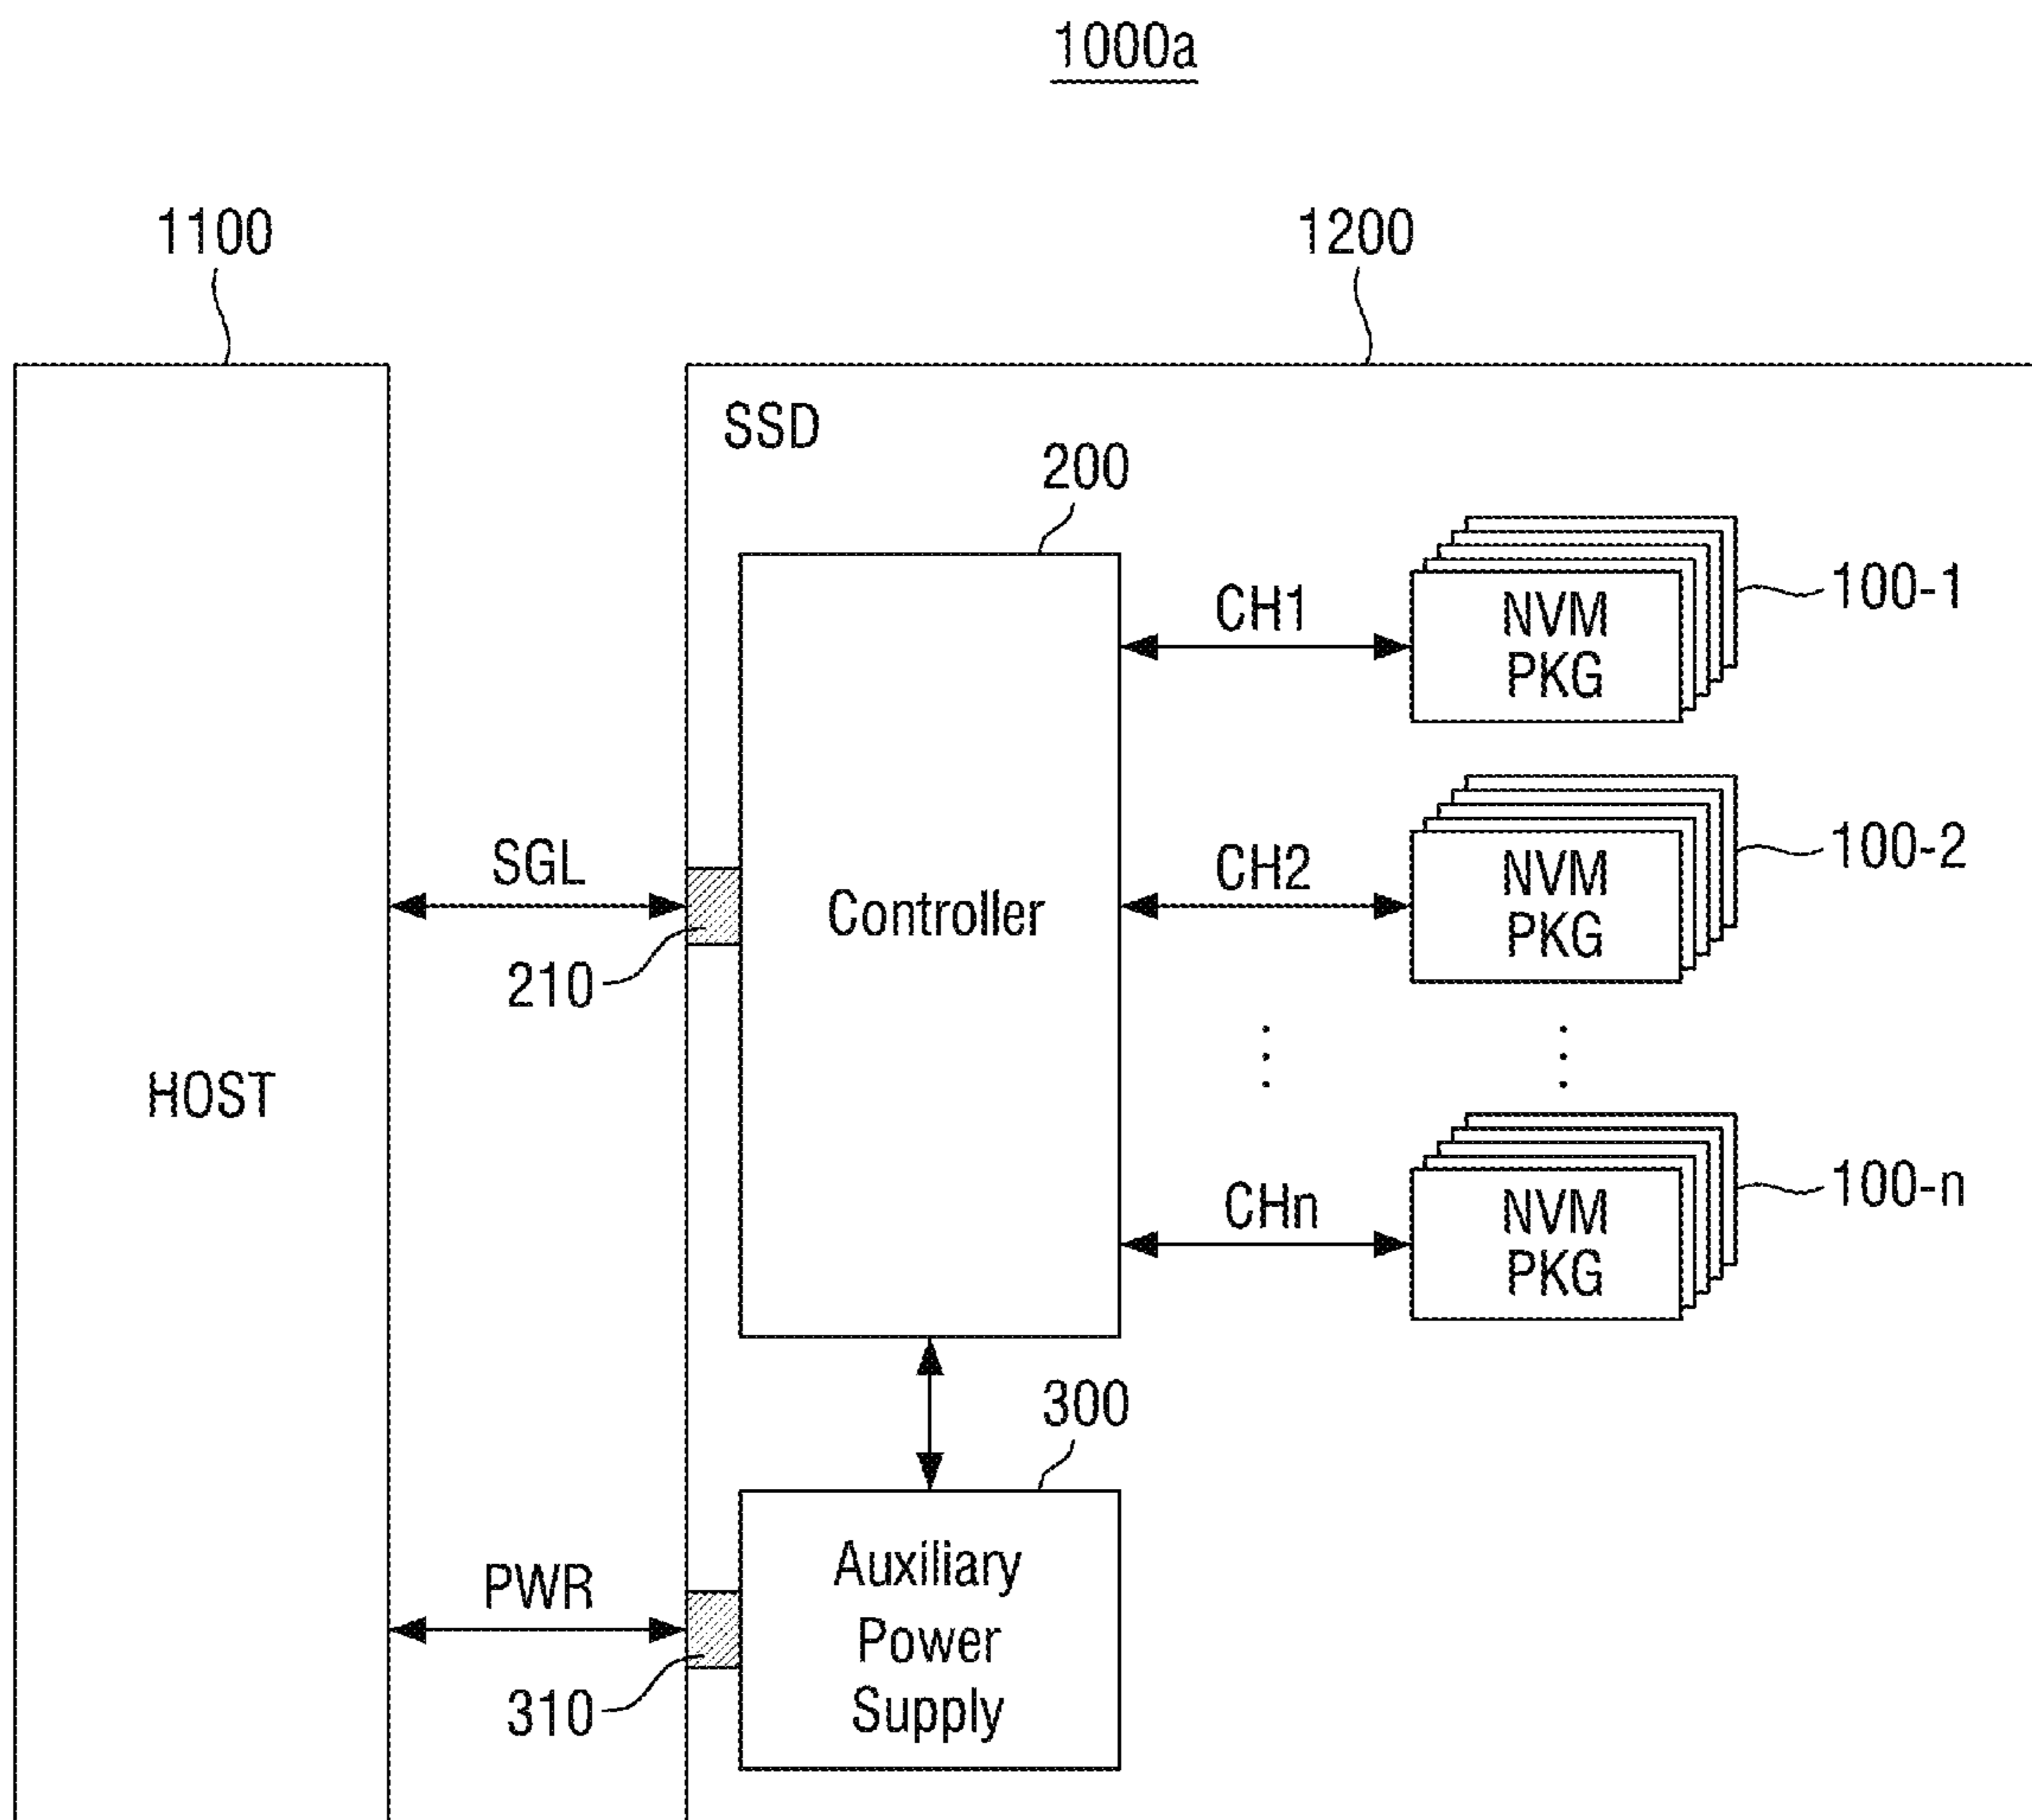 1000a
1100
1200
SSD
200
CH1
NVM
PKG
100-1
SGL
210
Controller
CH2
NVM
PKG
100-2
HOST
CHn
NVM
PKG
100-n
300
PWR
310
Auxiliary
Power
Supply